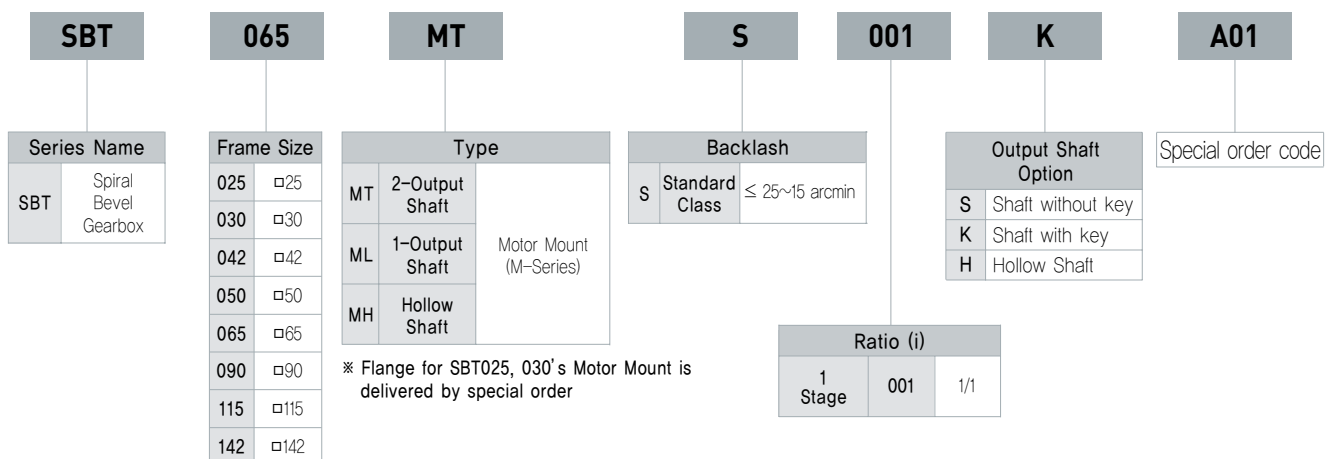 SBT 065 MT S 001 K A01
Series Name
SBT
Spiral
Bevel
Gearbox
Frame Size
025 □25
030 □30
042 □42
050 □50
065 □65
090 □90
115 □115
142 □142
Type
MT 2-Output
Shaft
ML 1-Output
Shaft
MH Hollow
Shaft
Motor Mount
(M-Series)
※ Flange for SBT025, 030's Motor Mount is
delivered by special order
Backlash
S Standard
Class
≤ 25~15 arcmin
Ratio (i)
1
Stage
001 1/1
Output Shaft
Option
S Shaft without key
K Shaft with key
H Hollow Shaft
Special order code